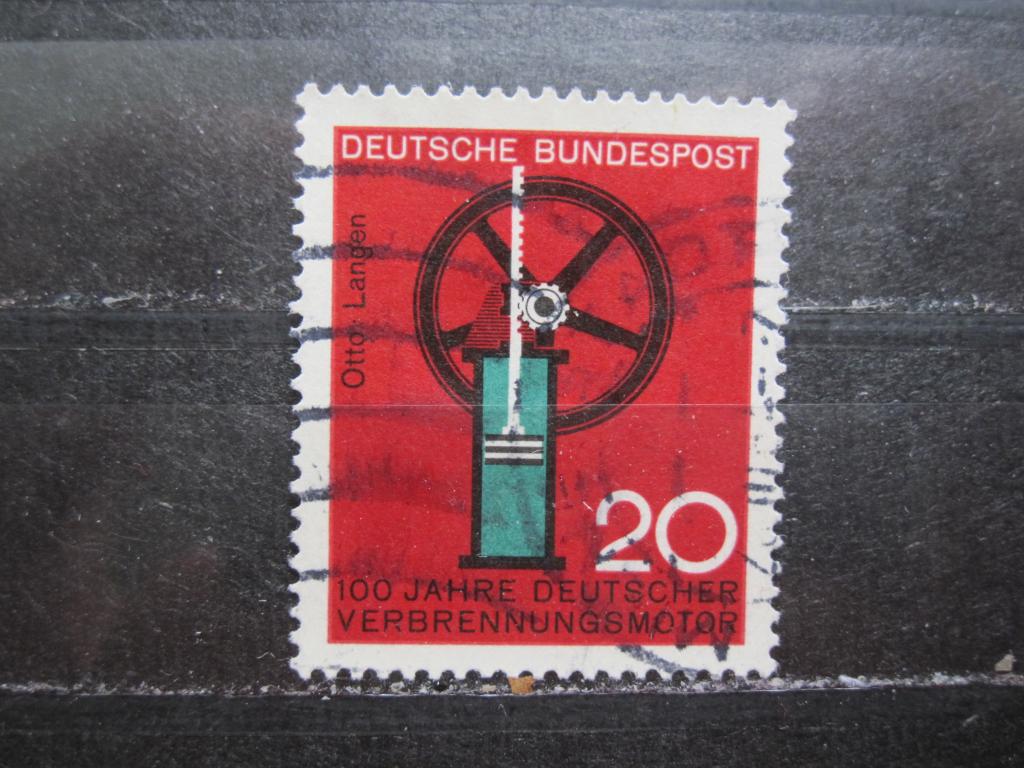 DEUTSCHE BUNDESPOST
Otto Langen
20
100 JAHRE DEUTSCHER
VERBRENNUNGSMOTOR